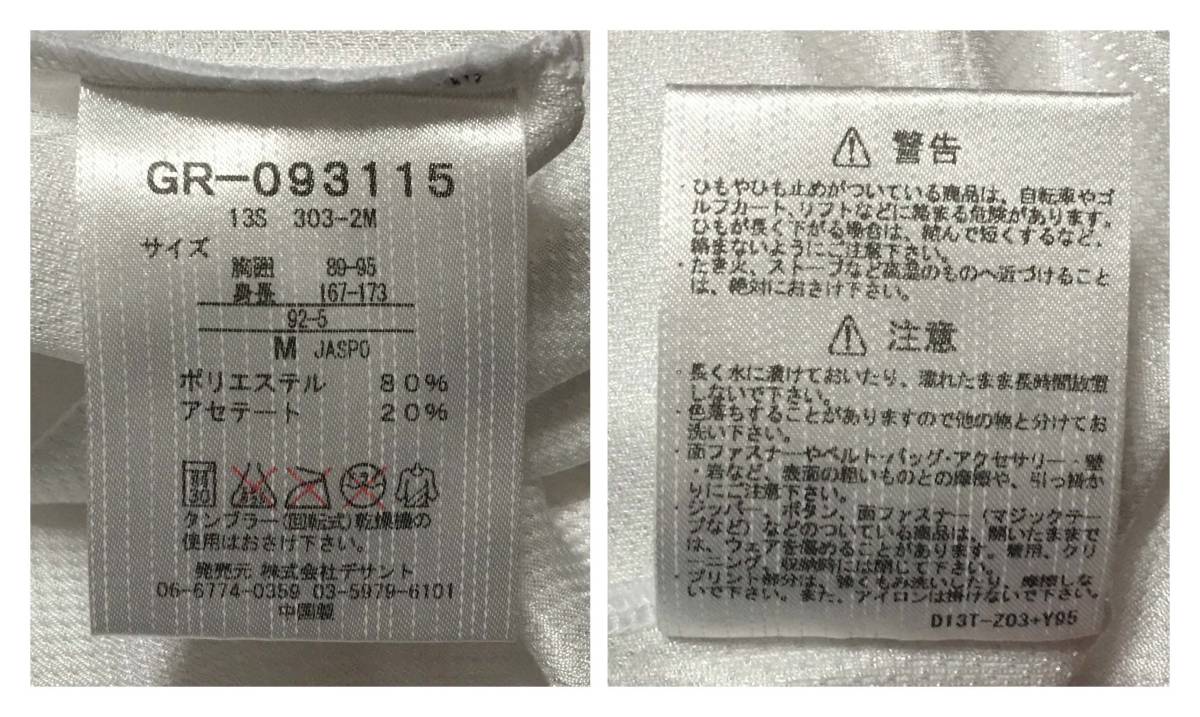 GR-093115
13S 303-2M
サイズ
胸囲 89-95
身長 167-173
92-5
M JASPO
ポリエステル 80%
アセテート 20%
30
タンブラー(回転式)乾燥機の
使用はおさけ下さい。
発売元 株式会社デサント
06-6774-0359 03-5979-6101
中国製
警告
・ひもやひも止めがついている商品は、自転車やゴ
ルフカート、リフトなどに絡まる危険があります。
ひもが長く下がる場合は、結んで短くするなど、
絡まないようにご注意下さい。
・たき火、ストーブなど高温のものへ近づけること
は、絶対におさけ下さい。
注意
・長く水に漬けておいたり、濡れたまま長時間放置
しないで下さい。
・色落ちすることがありますので他の物と分けてお
洗い下さい。
・面ファスナーやベルト・バッグ・アクセサリー・壁
・岩など、表面の粗いものとの摩擦や、引っ掛か
りにご注意下さい。
・ジッパー、ボタン、面ファスナー(マジックテー
プなど)などのついている商品は、開いたままで
は、ウェアを傷めることがあります。着用、クリ
ーニング、収納時には閉じて下さい。
・プリント部分は、強くもみ洗いしたり、摩擦しな
いで下さい。また、アイロンは掛けないで下さい。
D13T-Z03+Y95